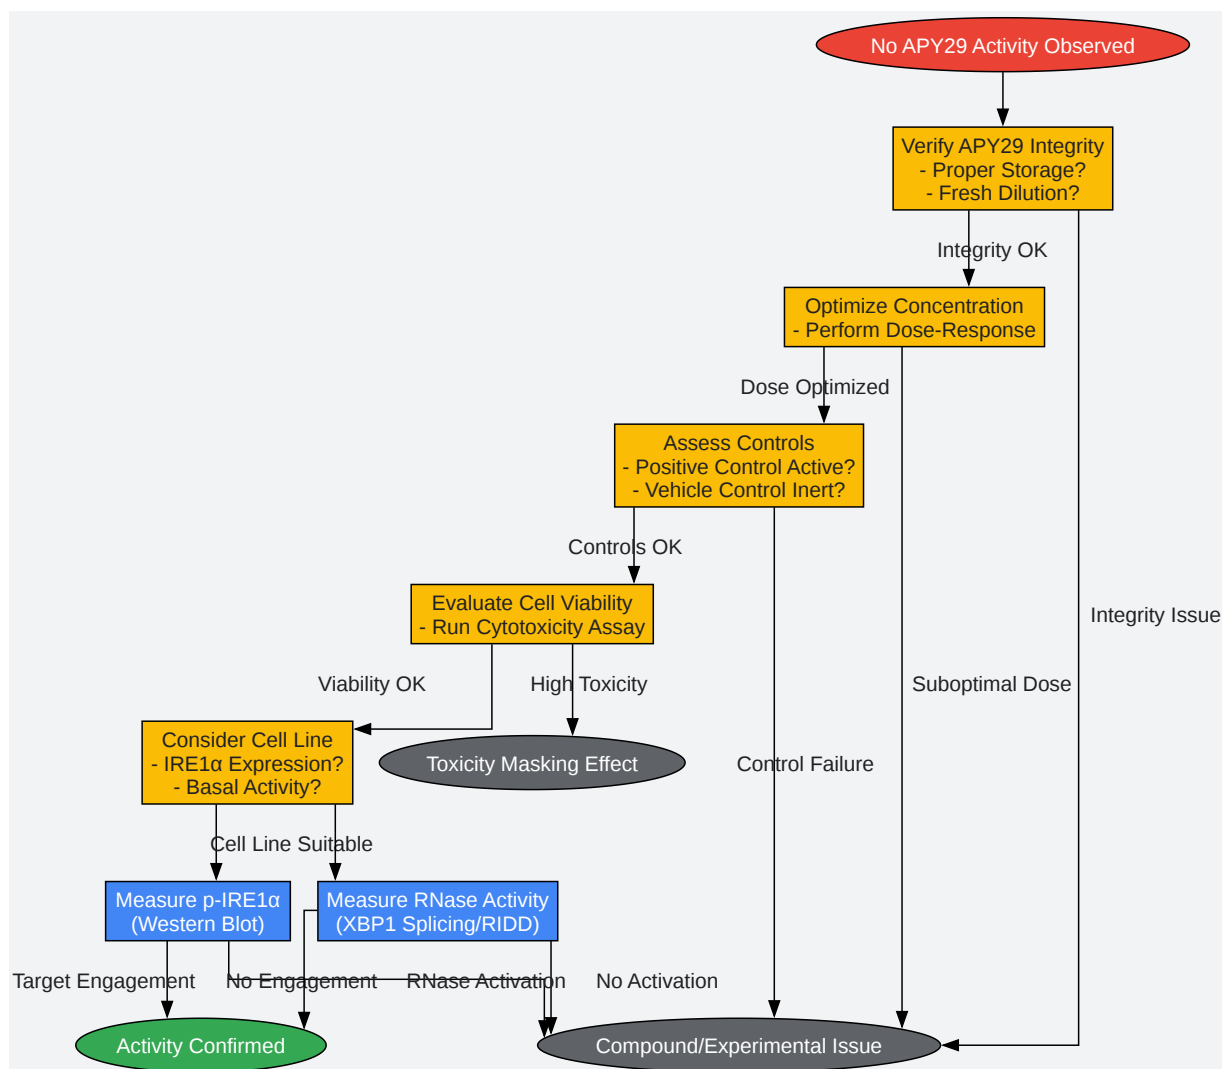 No APY29 Activity Observed
Verify APY29 Integrity
- Proper Storage?
- Fresh Dilution?
Integrity OK
Optimize Concentration
- Perform Dose-Response
Dose Optimized
Assess Controls
- Positive Control Active?
- Vehicle Control Inert?
Controls OK
Evaluate Cell Viability
- Run Cytotoxicity Assay
Integrity Issue
Viability OK
High Toxicity
Suboptimal Dose
Consider Cell Line
- IRE1α Expression?
- Basal Activity?
Toxicity Masking Effect
Control Failure
Cell Line Suitable
Measure p-IRE1α
(Western Blot)
Measure RNase Activity
(XBP1 Splicing/RIDD)
Target Engagement
No Engagement
RNase Activation
No Activation
Activity Confirmed
Compound/Experimental Issue